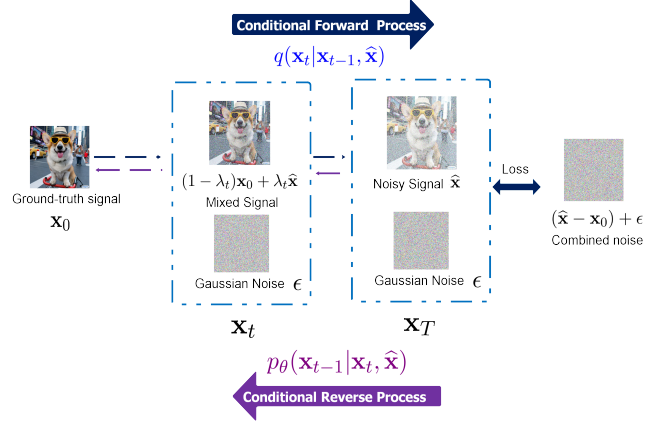 Conditional Forward Process
q(x_t|x_{t-1}, x̂)
(1 − λ_t)x_0 + λ_t x̂
Mixed Signal
Noisy Signal x̂
Loss
Ground-truth signal
x_0
(x̂ − x_0) + ϵ
Combined noise
Gaussian Noise ϵ
Gaussian Noise ϵ
x_t
x_T
p_θ(x_{t-1}|x_t, x̂)
Conditional Reverse Process